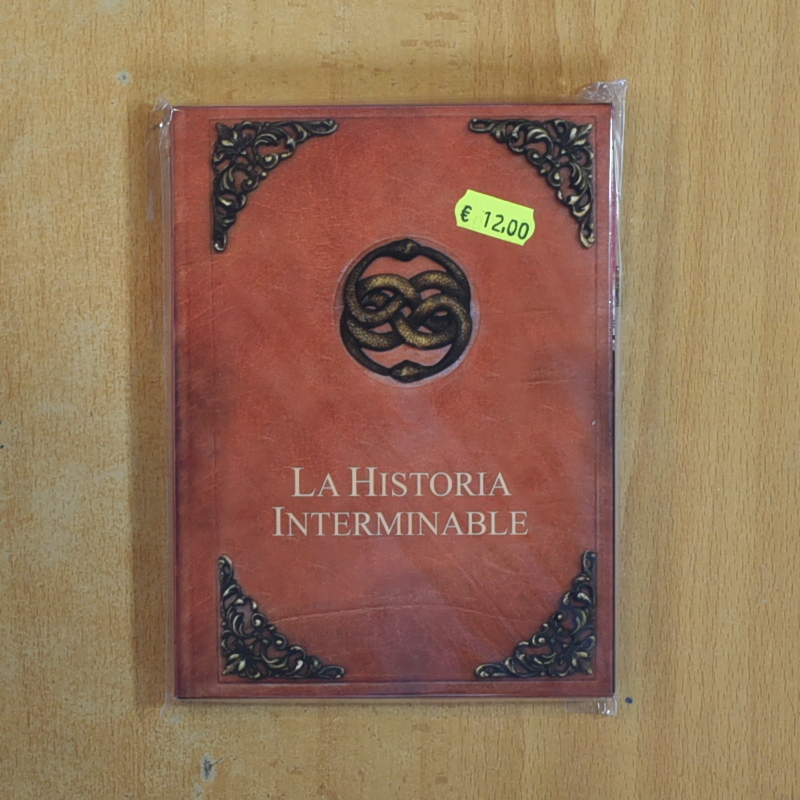 € 12,00
LA HISTORIA
INTERMINABLE